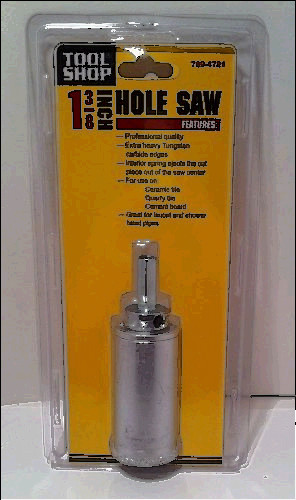 TOOL
SHOP
789-4721
1 3/8 INCH HOLE SAW
FEATURES:
— Professional quality
— Extra heavy Tungsten
carbide edges
— Interior spring ejects the cut
piece out of the saw center
— For use on:
Ceramic tile
Quarry tile
Cement board
— Great for faucet and shower
head pipes.